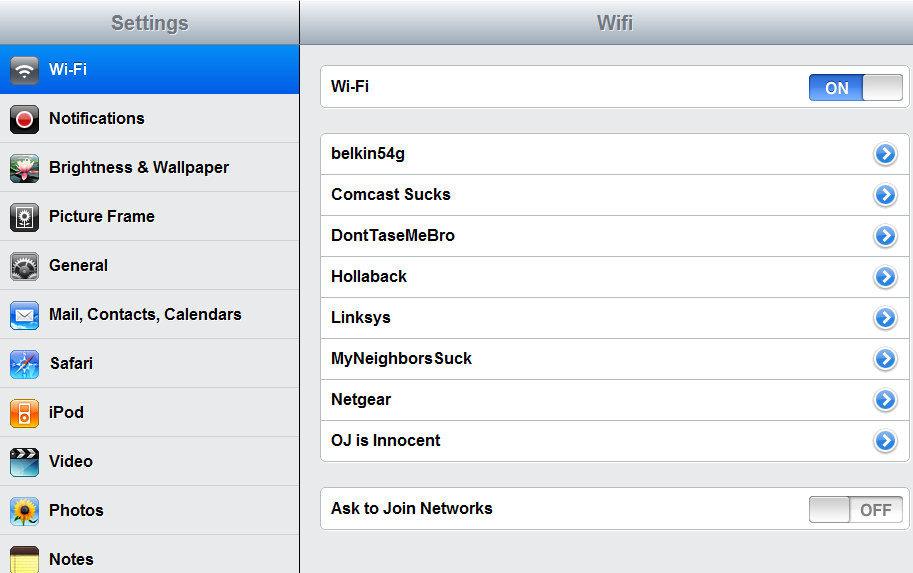 Settings
Wi-Fi
Notifications
Brightness & Wallpaper
Picture Frame
General
Mail, Contacts, Calendars
Safari
iPod
Video
Photos
Notes
Wifi
Wi-Fi ON
belkin54g
Comcast Sucks
DontTaseMeBro
Hollaback
Linksys
MyNeighborsSuck
Netgear
OJ is Innocent
Ask to Join Networks OFF